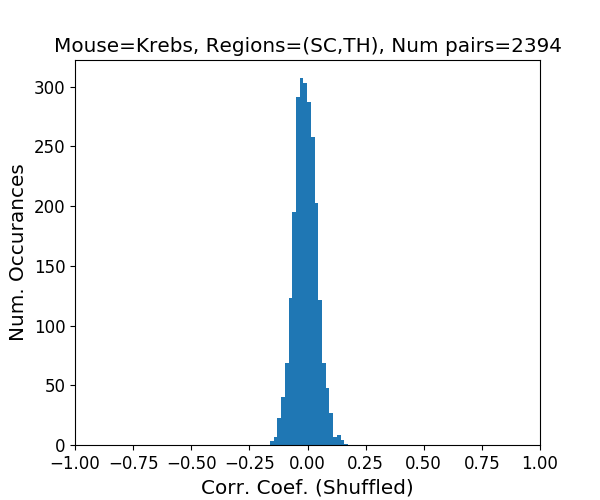 Mouse=Krebs, Regions=(SC,TH), Num pairs=2394
300
250
200
150
100
50
0
Num. Occurances
−1.00 −0.75 −0.50 −0.25 0.00 0.25 0.50 0.75 1.00
Corr. Coef. (Shuffled)